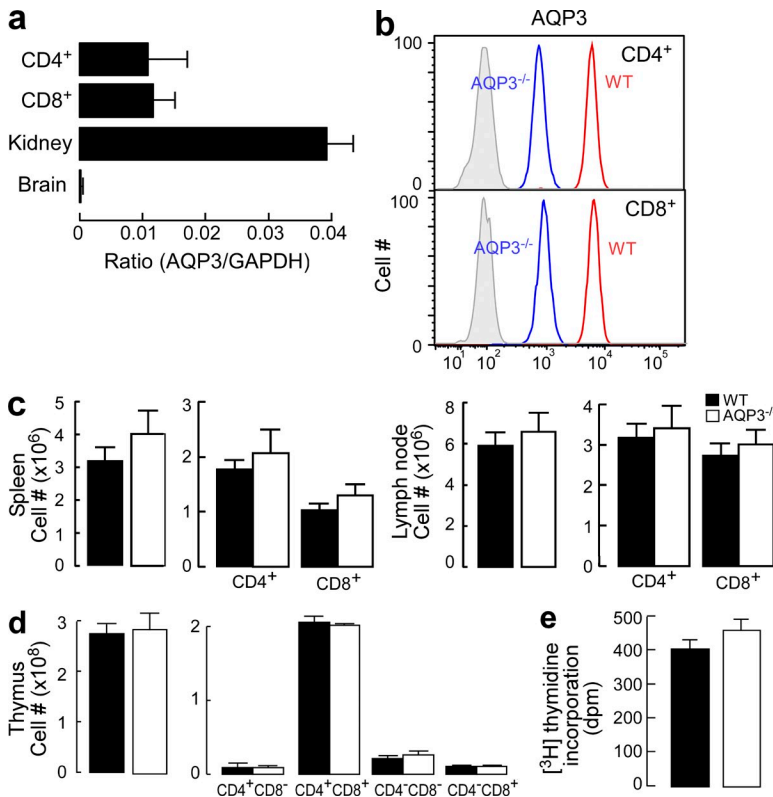 a
CD4+
CD8+
Kidney
Brain
0 0.01 0.02 0.03 0.04
Ratio (AQP3/GAPDH)
b
AQP3
100
CD4+
AQP3-/-
WT
0
100
CD8+
AQP3-/-
WT
Cell #
0
10¹ 10² 10³ 10⁴ 10⁵
c
Spleen
Cell # (x10⁶)
5
4
3
2
1
0
3
2
1
0
CD4+ CD8+
Lymph node
Cell # (x10⁶)
8
6
4
2
0
4
3
2
1
0
WT
AQP3-/-
CD4+ CD8+
d
Thymus
Cell # (x10⁸)
3
2
1
0
2
1
0
CD4+CD8- CD4+CD8+ CD4-CD8- CD4-CD8+
e
[³H] thymidine
incorporation
(dpm)
500
400
300
200
100
0